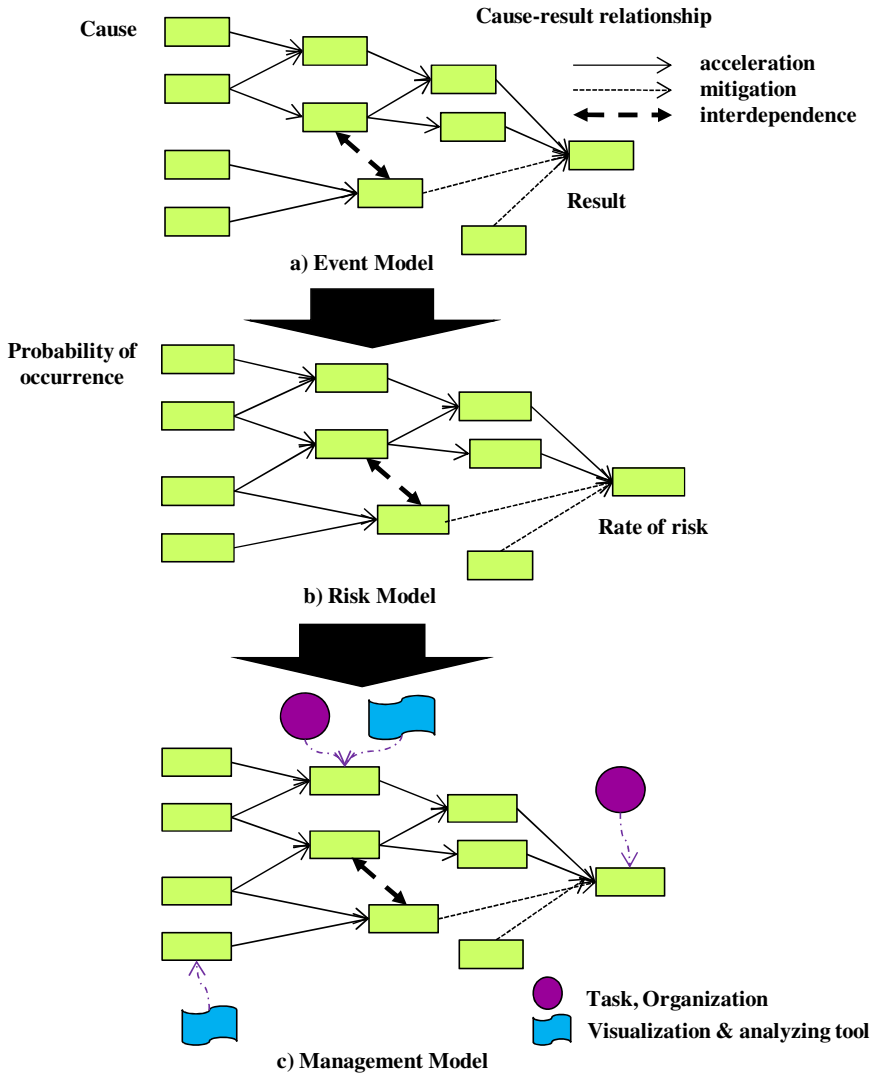 Cause
Cause-result relationship
acceleration
mitigation
interdependence
Result
a) Event Model
Probability of
occurrence
Rate of risk
b) Risk Model
Task, Organization
Visualization & analyzing tool
c) Management Model